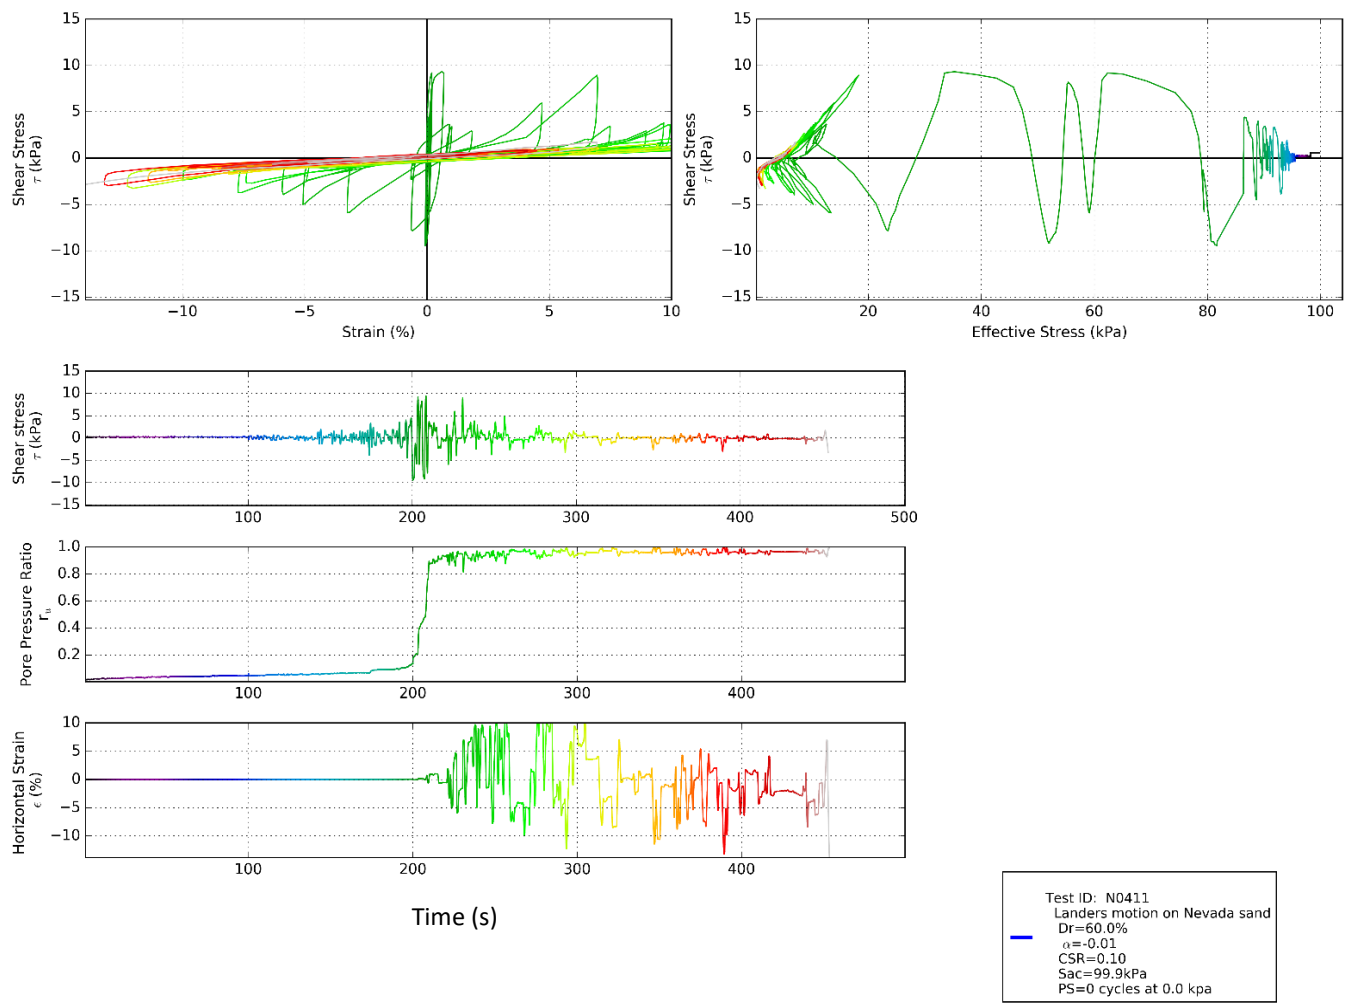 15
10
5
0
−5
−10
−15
Shear Stress
τ (kPa)
−10
−5
0
5
10
Strain (%)
15
10
5
0
−5
−10
−15
Shear Stress
τ (kPa)
20
40
60
80
100
Effective Stress (kPa)
15
10
5
0
−5
−10
−15
Shear stress
τ (kPa)
100
200
300
400
500
1.0
0.8
0.6
0.4
0.2
Pore Pressure Ratio
ru
100
200
300
400
10
5
0
−5
−10
Horizontal Strain
ϵ (%)
100
200
300
400
Time (s)
Test ID: N0411
Landers motion on Nevada sand
Dr=60.0%
α=-0.01
CSR=0.10
Sac=99.9kPa
PS=0 cycles at 0.0 kpa